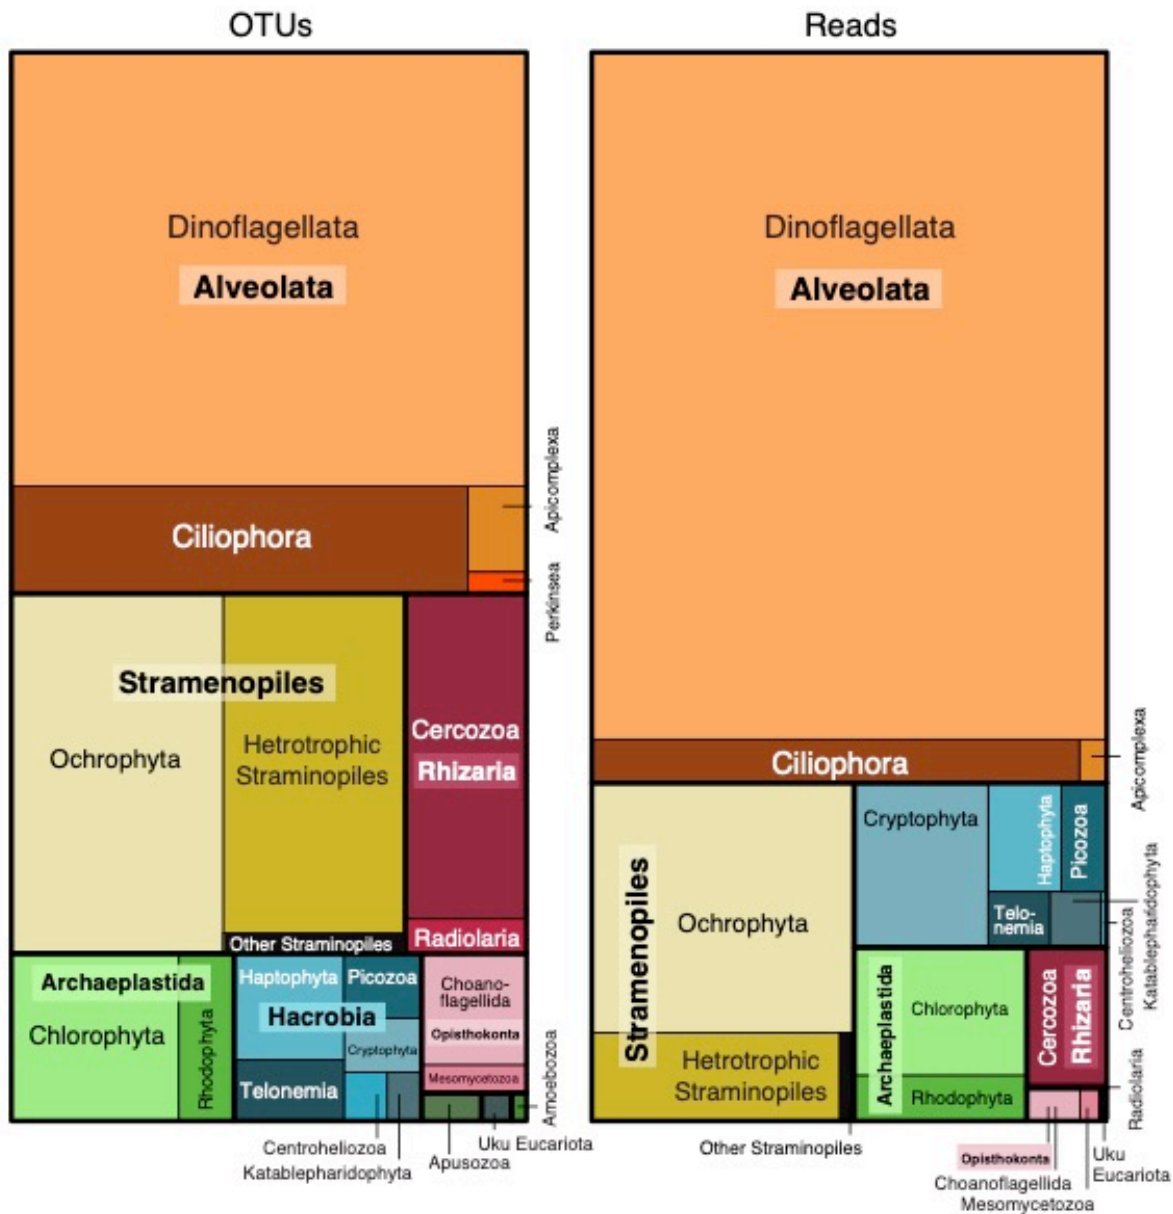 OTUs
Dinoflagellata
Alveolata
Ciliophora
Apicomplexa
Perkinsea
Stramenopiles
Ochrophyta
Hetrotrophic
Straminopiles
Other Straminopiles
Cercozoa
Rhizaria
Radiolaria
Archaeplastida
Chlorophyta
Rhodophyta
Haptophyta
Picozoa
Hacrobia
Cryptophyta
Telonemia
Centroheliozoa
Katablepharidophyta
Choano-
flagellida
Opisthokonta
Mesomycetozoa
Amoebozoa
Uku Eucariota
Apusozoa
Reads
Dinoflagellata
Alveolata
Ciliophora
Apicomplexa
Stramenopiles
Ochrophyta
Hetrotrophic
Straminopiles
Other Straminopiles
Cryptophyta
Haptophyta
Picozoa
Telo-
nemia
Centroheliozoa
Katablepharidophyta
Archaeplastida
Chlorophyta
Rhodophyta
Cercozoa
Rhizaria
Radiolaria
Opisthokonta
Choanoflagellida
Mesomycetozoa
Uku
Eucariota